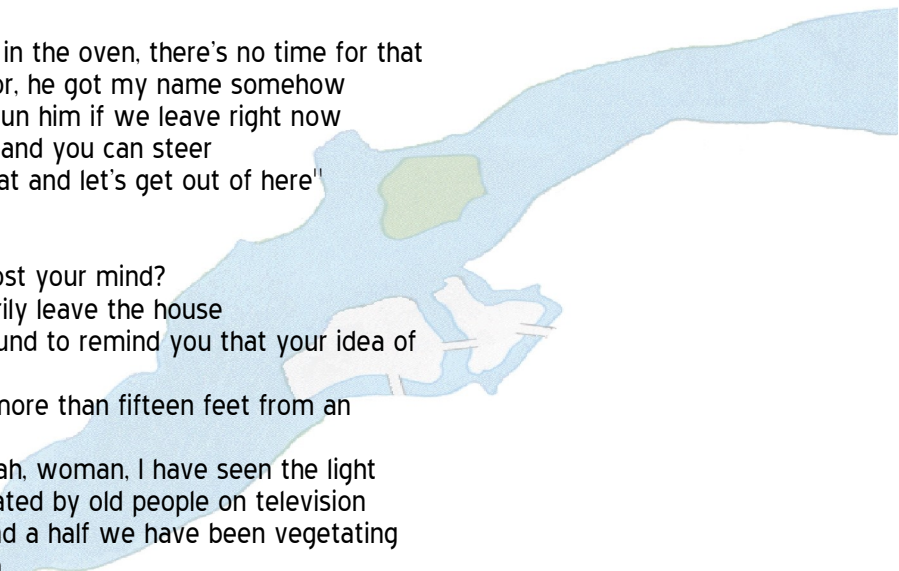 in the oven, there's no time for that
or, he got my name somehow
un him if we leave right now
and you can steer
at and let's get out of here"
ost your mind?
rily leave the house
und to remind you that your idea of
more than fifteen feet from an
ah, woman, I have seen the light
ated by old people on television
nd a half we have been vegetating